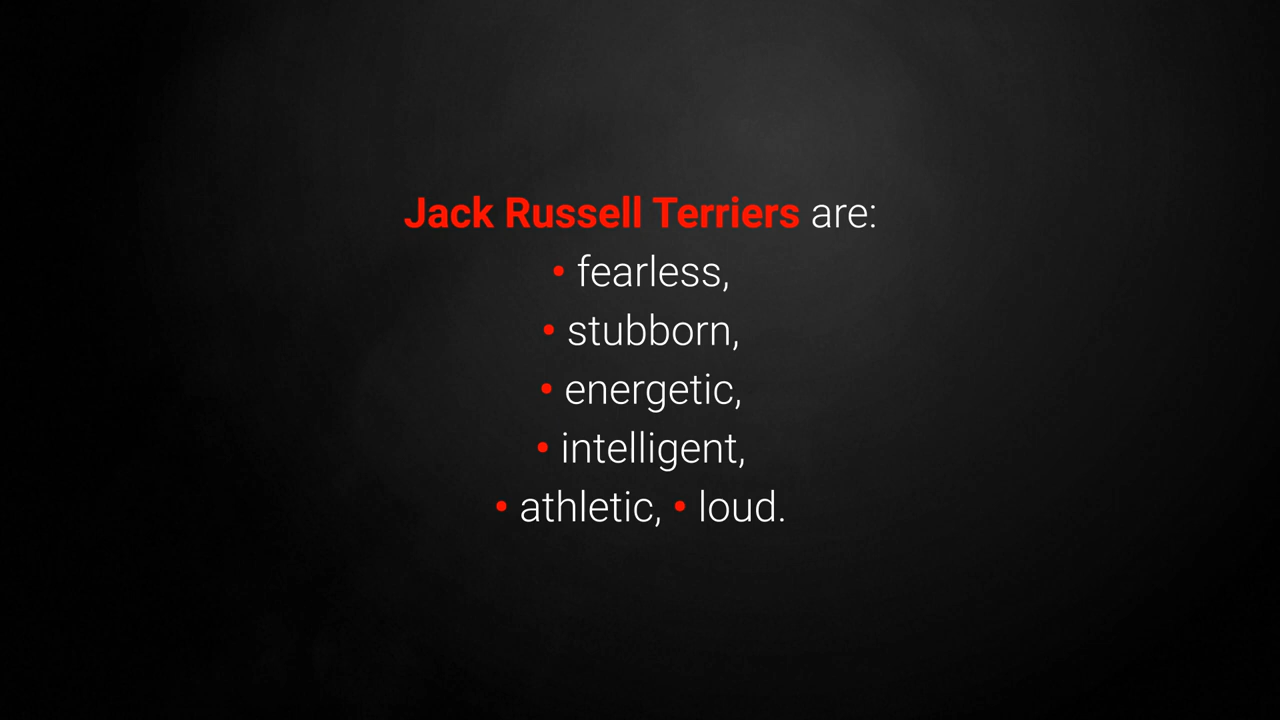 Jack Russell Terriers are:
• fearless,
• stubborn,
• energetic,
• intelligent,
• athletic, • loud.